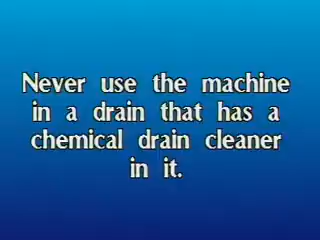 Never use the machine
in a drain that has a
chemical drain cleaner
in it.